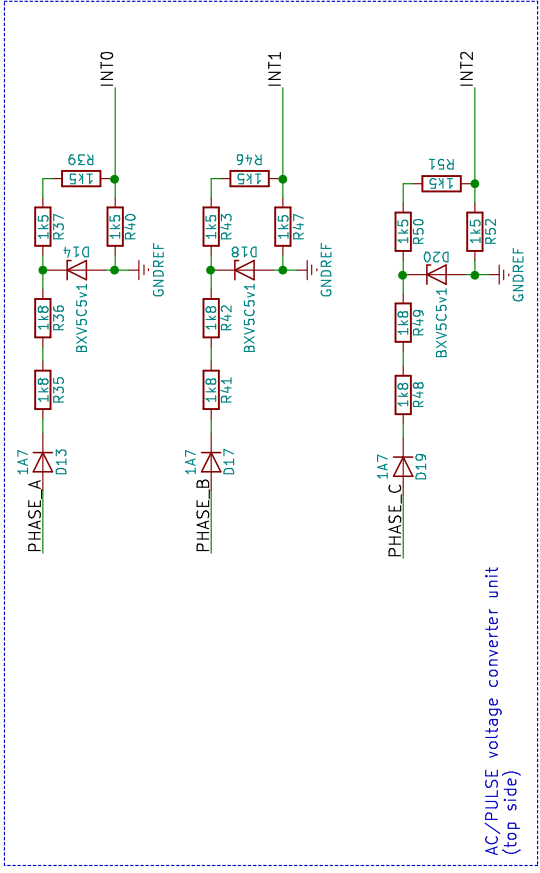 INT0
R39
1k5
1k5
R37
1k5
R40
D14
BXV5C5v1
GNDREF
1k8
R36
1k8
R35
1A7
D13
PHASE_A
INT1
R46
1k5
1k5
R43
1k5
R47
D18
BXV5C5v1
GNDREF
1k8
R42
1k8
R41
1A7
D17
PHASE_B
INT2
R51
1k5
1k5
R50
1k5
R52
D20
BXV5C5v1
GNDREF
1k8
R49
1k8
R48
1A7
D19
PHASE_C
AC/PULSE voltage converter unit
(top side)